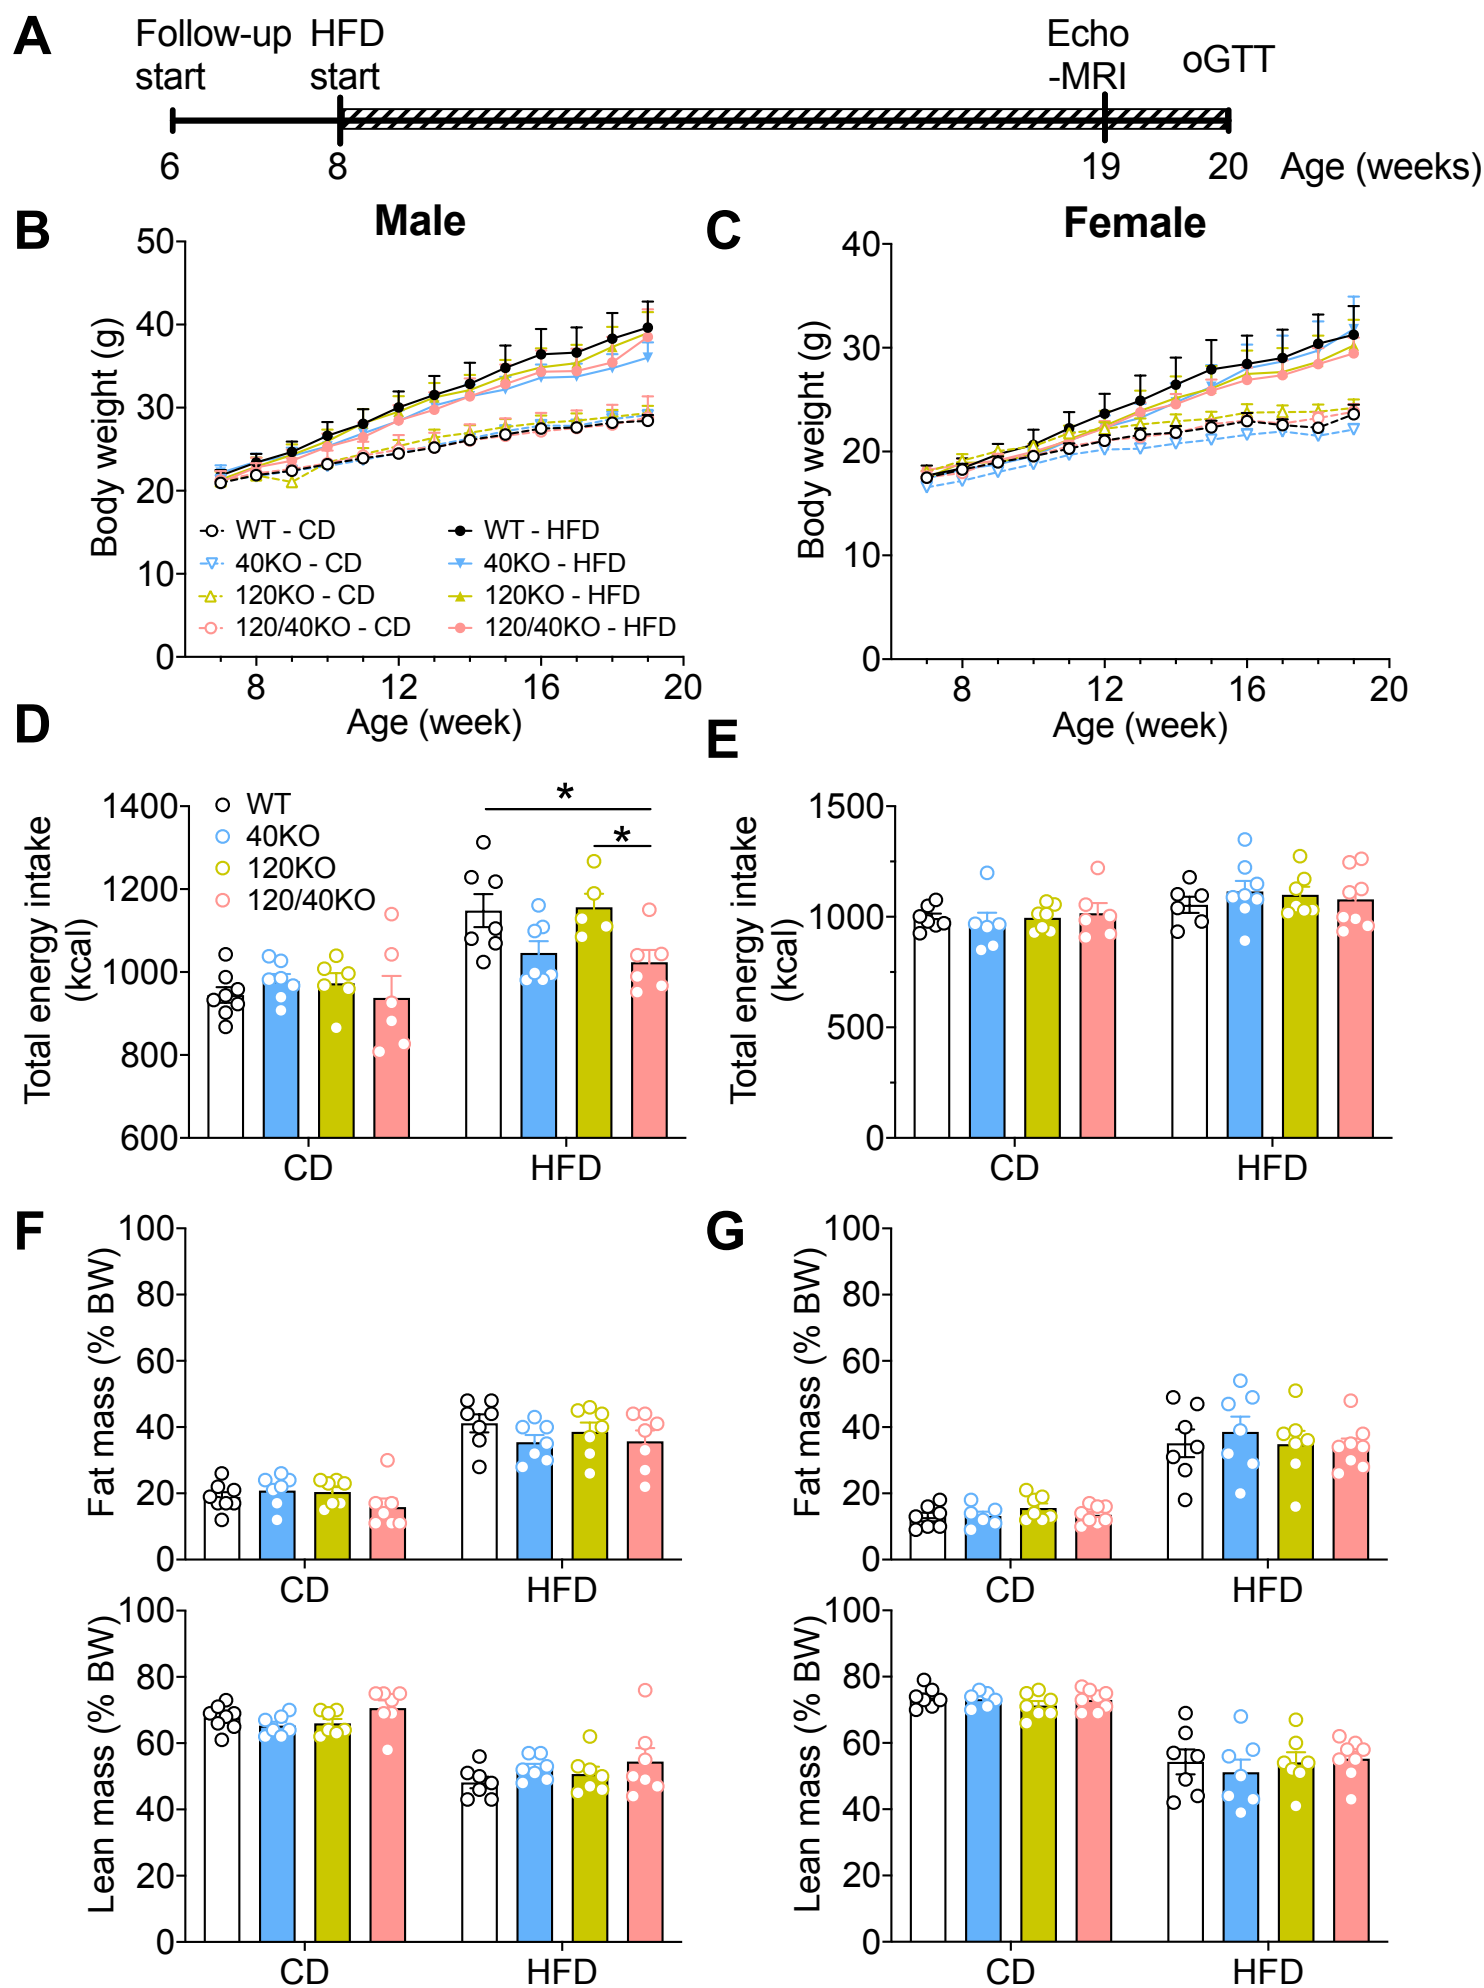 A
Follow-up
start
HFD
start
Echo
-MRI
oGTT
6
8
19
20
Age (weeks)
B
Male
Body weight (g)
50
40
30
20
10
0
WT - CD
40KO - CD
120KO - CD
120/40KO - CD
WT - HFD
40KO - HFD
120KO - HFD
120/40KO - HFD
8
12
16
20
Age (week)
C
Female
Body weight (g)
40
30
20
10
0
8
12
16
20
Age (week)
D
Total energy intake
(kcal)
1400
1200
1000
800
600
WT
40KO
120KO
120/40KO
*
*
CD
HFD
E
Total energy intake
(kcal)
1500
1000
500
0
CD
HFD
F
Fat mass (% BW)
100
80
60
40
20
0
CD
HFD
Lean mass (% BW)
100
80
60
40
20
0
CD
HFD
G
Fat mass (% BW)
100
80
60
40
20
0
CD
HFD
Lean mass (% BW)
100
80
60
40
20
0
CD
HFD